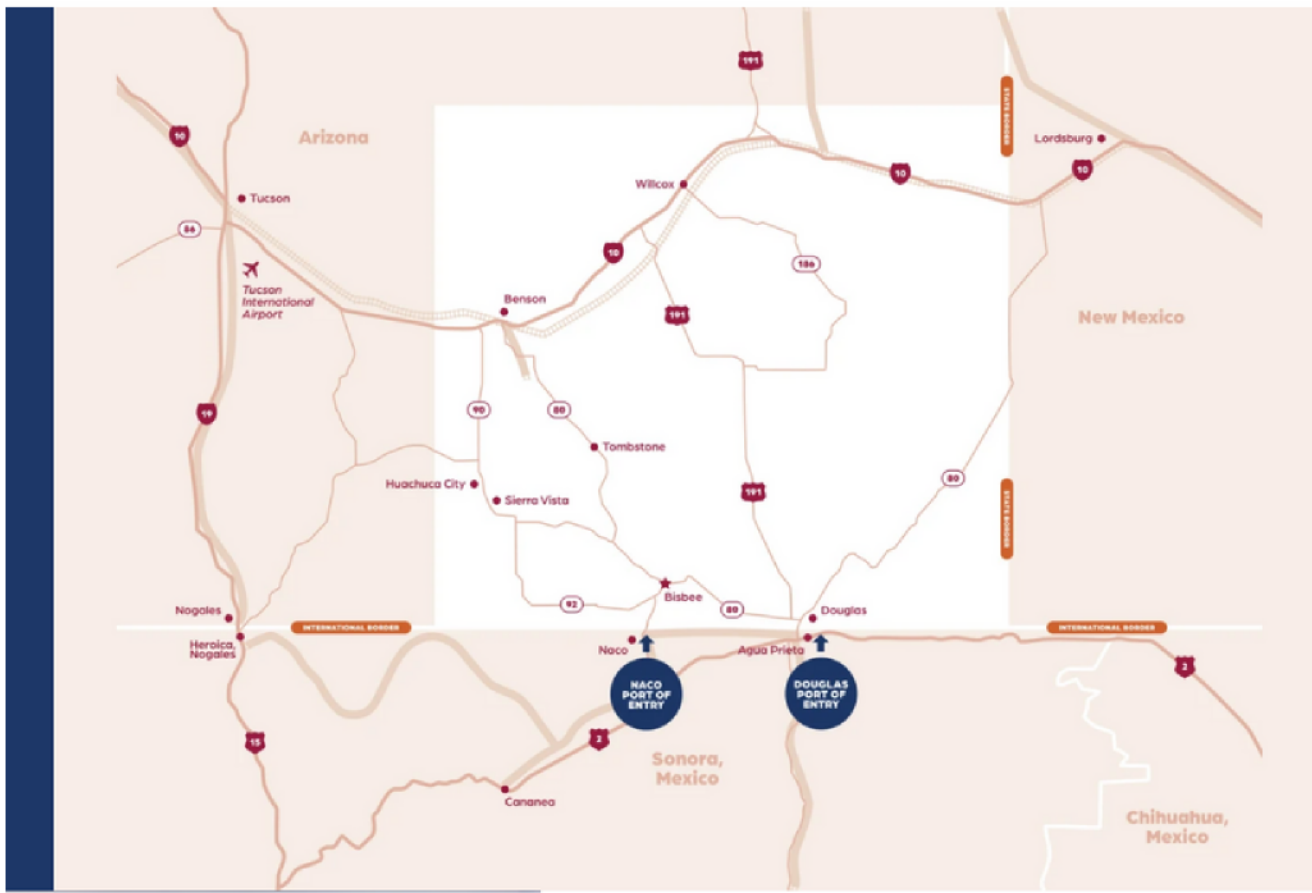 191
10
Arizona
STATE BORDER
Lordsburg
10
10
Willcox
Tucson
86
10
186
Tucson
International
Airport
Benson
191
New Mexico
19
90
80
Tombstone
Huachuca City
Sierra Vista
191
80
STATE BORDER
Nogales
92
Bisbee
80
Douglas
INTERNATIONAL BORDER
INTERNATIONAL BORDER
Heroica,
Nogales
Naco
Agua Prieta
2
NACO
PORT OF
ENTRY
DOUGLAS
PORT OF
ENTRY
15
2
Sonora,
Mexico
Cananea
Chihuahua,
Mexico